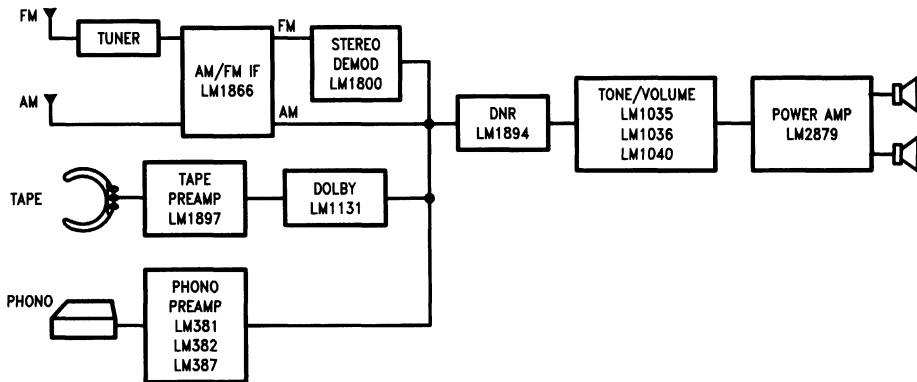 FM
TUNER
AM/FM IF
LM1866
FM
STEREO
DEMOD
LM1800
AM
AM
DNR
LM1894
TONE/VOLUME
LM1035
LM1036
LM1040
POWER AMP
LM2879
TAPE
TAPE
PREAMP
LM1897
DOLBY
LM1131
PHONO
PHONO
PREAMP
LM381
LM382
LM387